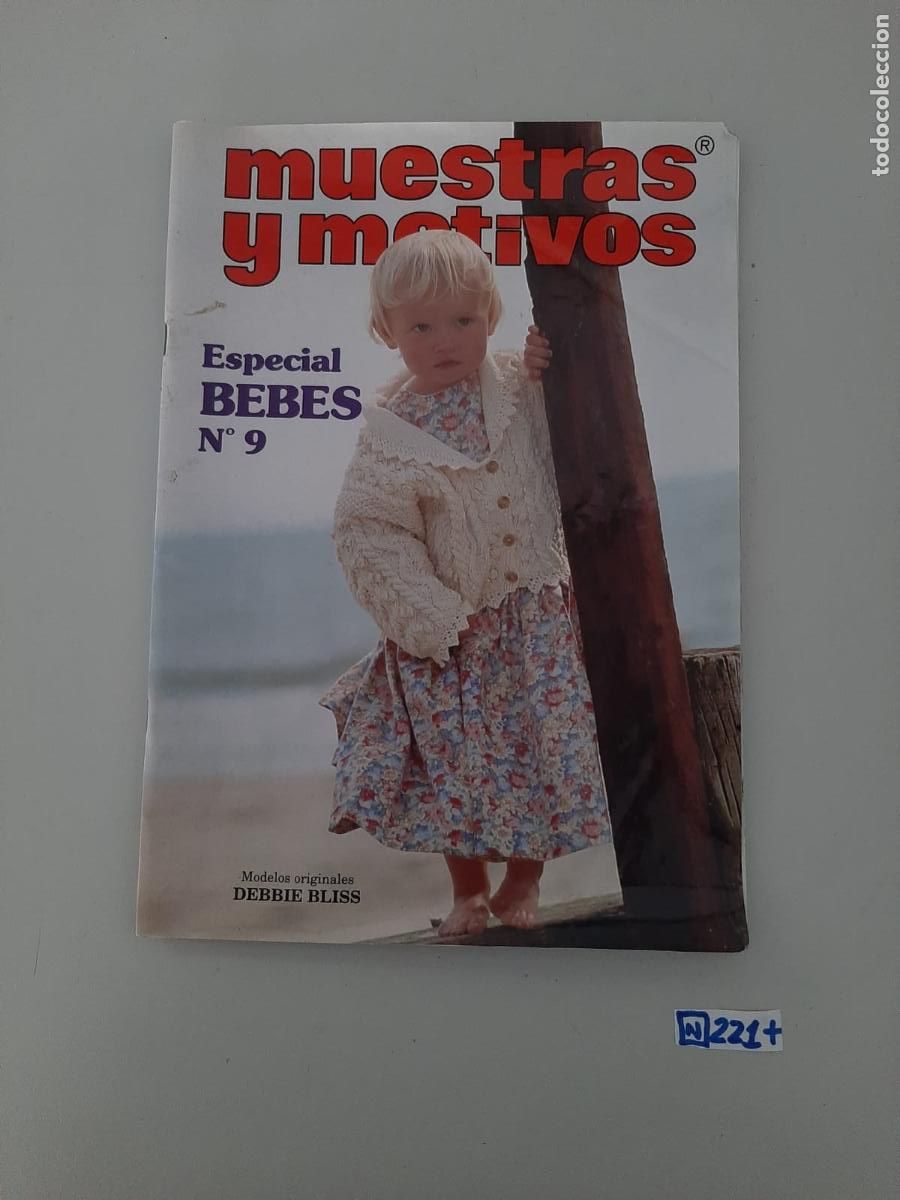 muestras®
y motivos
Especial
BEBES
Nº 9
Modelos originales
DEBBIE BLISS
N 221+
todocoleccion